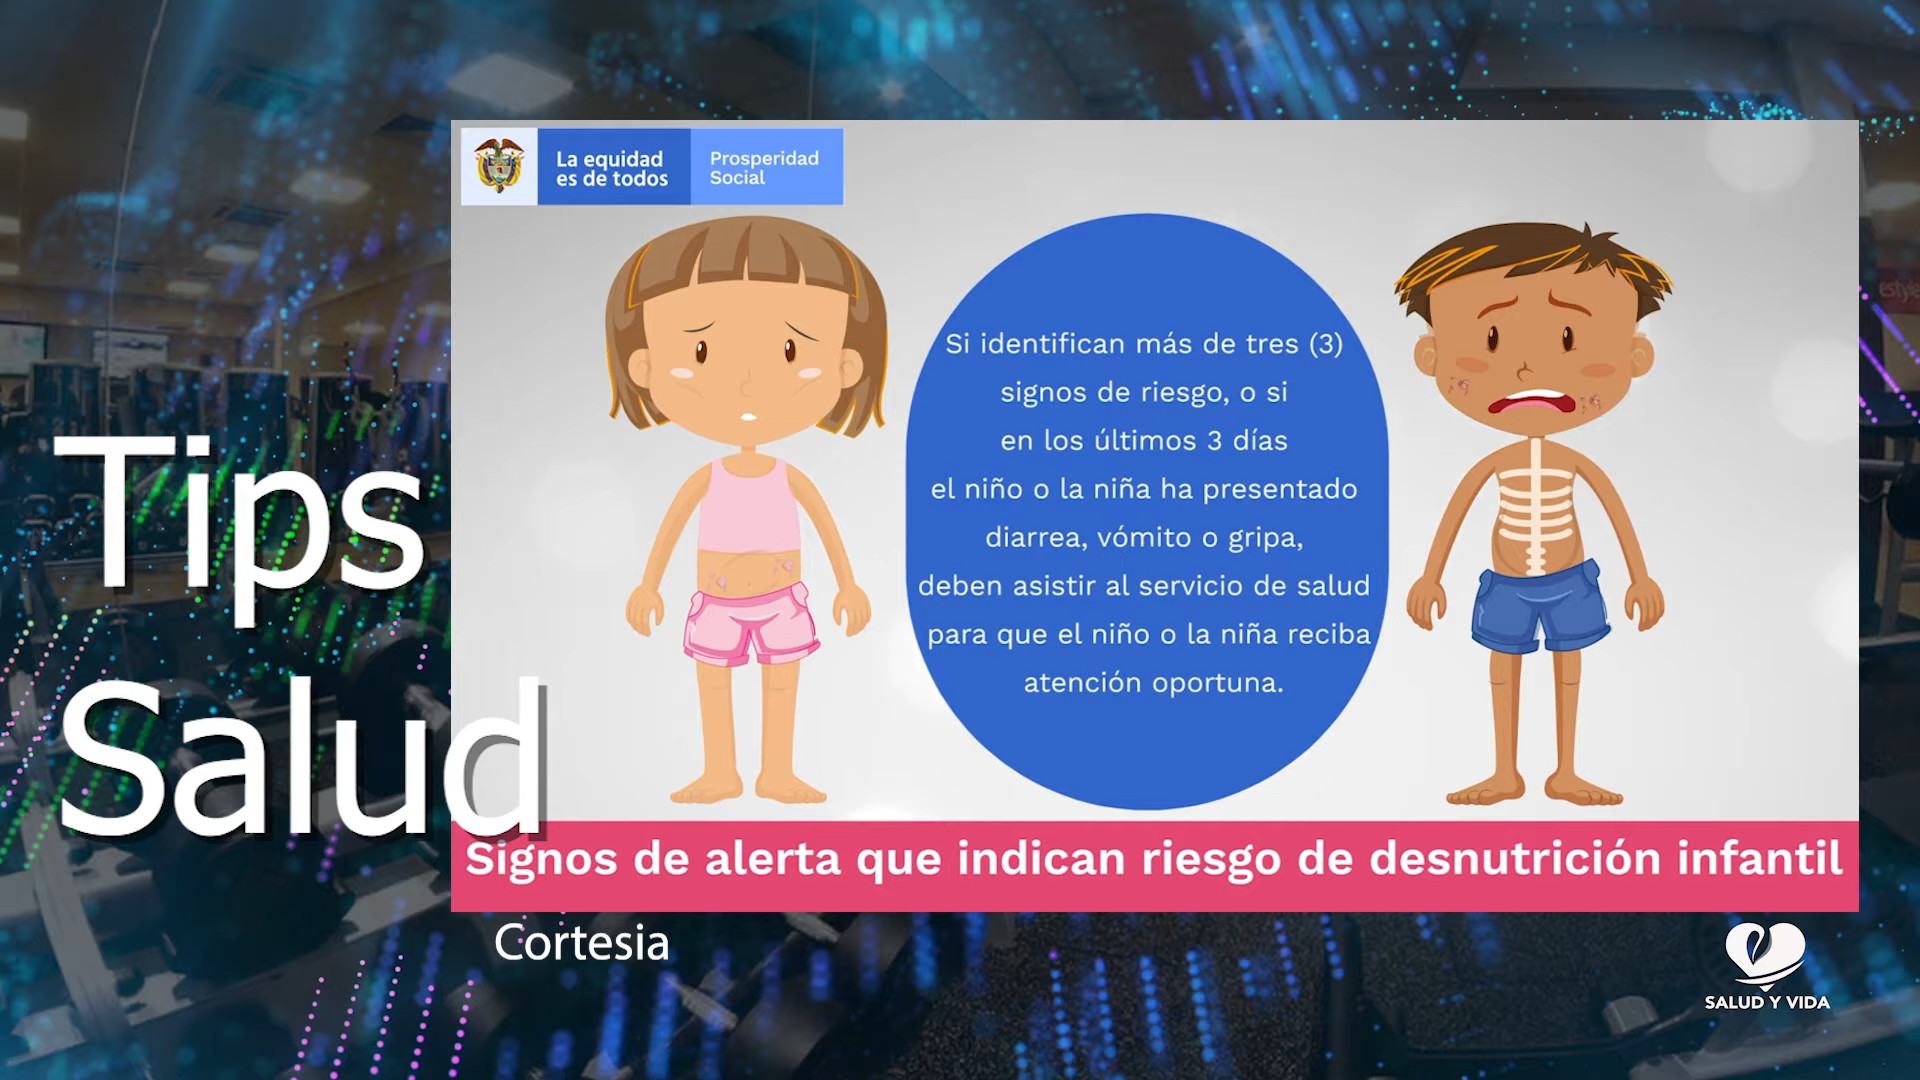 La equidad
es de todos
Prosperidad
Social
Si identifican más de tres (3)
signos de riesgo, o si
en los últimos 3 días
el niño o la niña ha presentado
diarrea, vómito o gripa,
deben asistir al servicio de salud
para que el niño o la niña reciba
atención oportuna.
Tips
Salud
Signos de alerta que indican riesgo de desnutrición infantil
Cortesia
SALUD Y VIDA